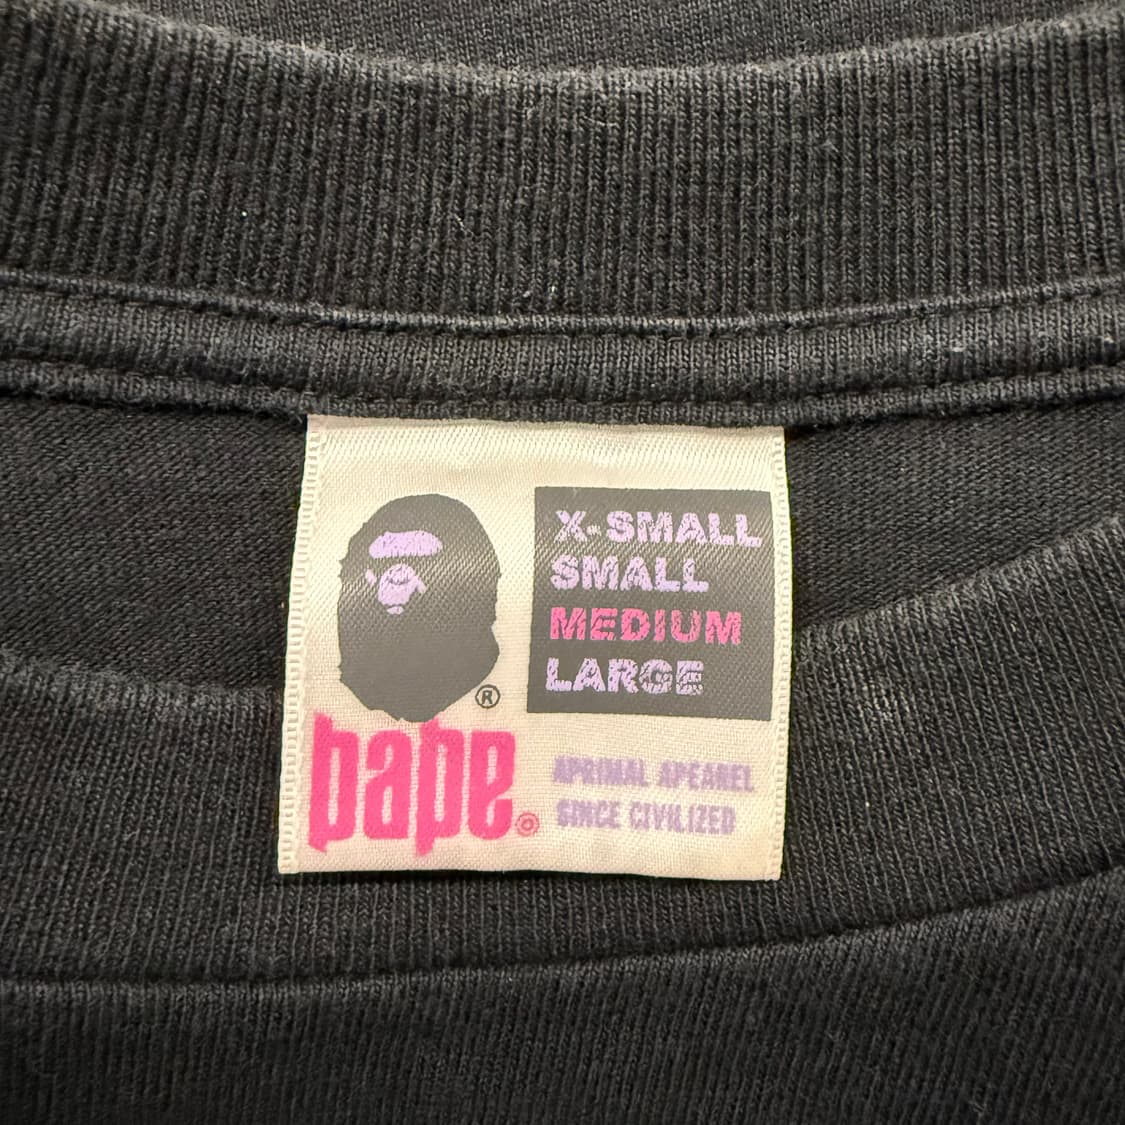 X-SMALL
SMALL
MEDIUM
LARGE
®
bape®
APRIMAL APEAREL
SINCE CIVILIZED